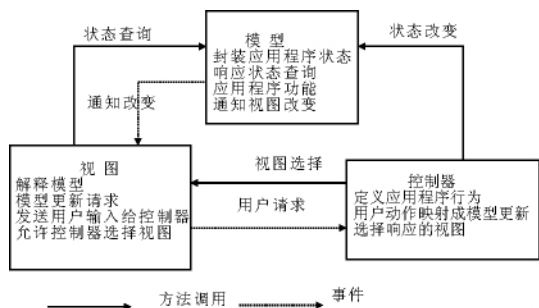 状态查询
状态改变
模 型
封装应用程序状态
响应状态查询
应用程序功能
通知视图改变
通知改变
视 图
解释模型
模型更新请求
发送用户输入给控制器
允许控制器选择视图
视图选择
用户请求
控制器
定义应用程序行为
用户动作映射成模型更新
选择响应的视图
方法调用
事件